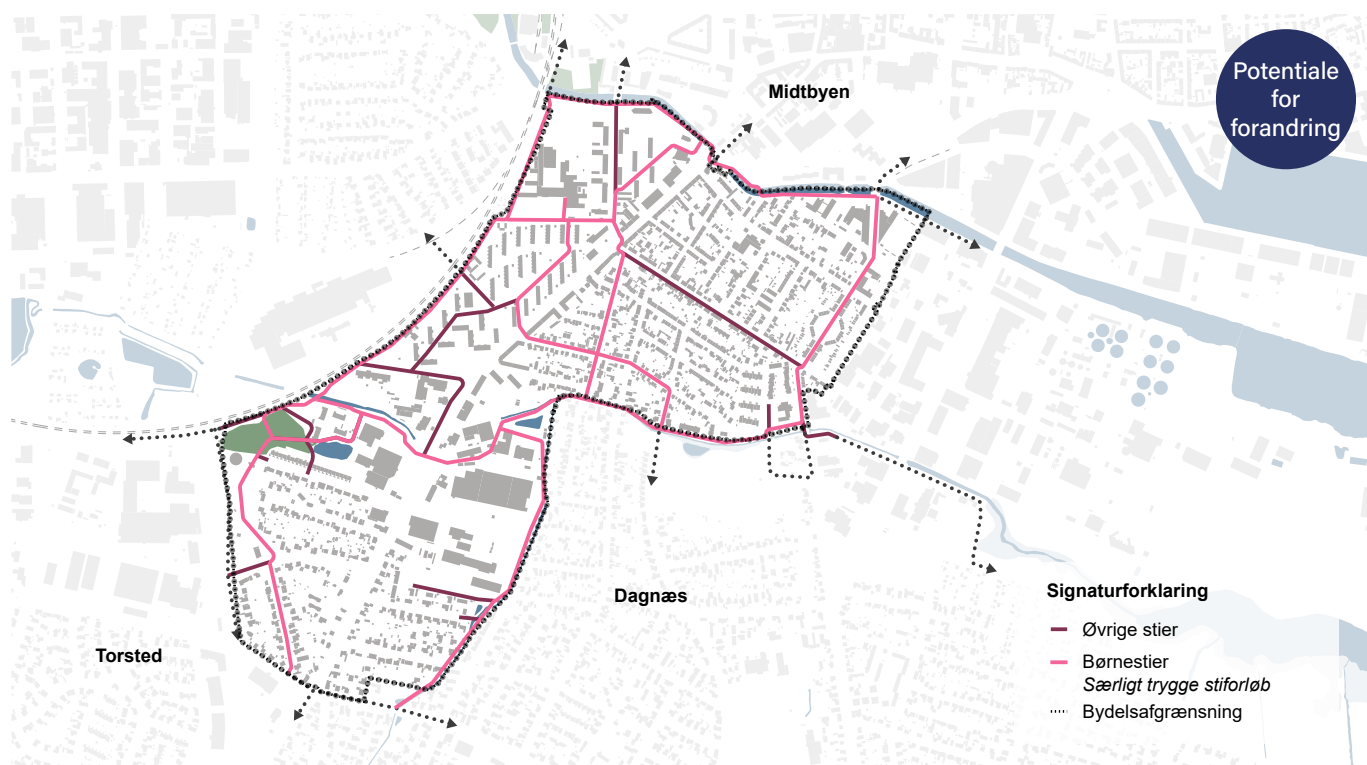 Potentiale
for
forandring
Midtbyen
Dagnæs
Torsted
Signaturforklaring
Øvrige stier
Børnestier
Særligt trygge stiforløb
Bydelsafgrænsning